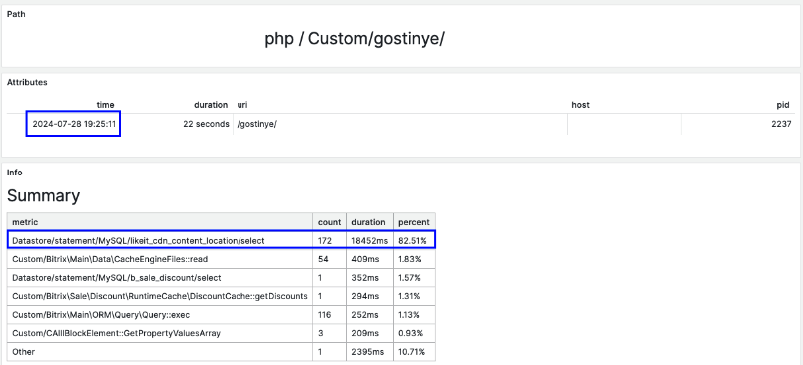 Path
php / Custom/gostinye/
Attributes
time duration uri host pid
2024-07-28 19:25:11 22 seconds /gostinye/ 2237
Info
Summary
metric count duration percent
Datastore/statement/MySQL/likeit_cdn_content_location/select 172 18452ms 82.51%
Custom/Bitrix\Main\Data\CacheEngineFiles::read 54 409ms 1.83%
Datastore/statement/MySQL/b_sale_discount/select 1 352ms 1.57%
Custom/Bitrix\Sale\Discount\RuntimeCache\DiscountCache::getDiscounts 1 294ms 1.31%
Custom/Bitrix\Main\ORM\Query\Query::exec 116 252ms 1.13%
Custom/CAllIBlockElement::GetPropertyValuesArray 3 209ms 0.93%
Other 1 2395ms 10.71%